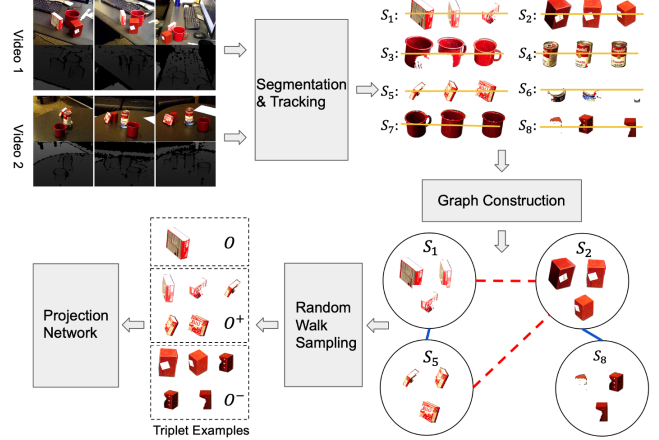 Video 1
Video 2
Segmentation
& Tracking
S₁:
S₂:
S₃:
S₄:
S₅:
S₆:
S₇:
S₈:
Graph Construction
S₁
S₂
S₅
S₈
Random
Walk
Sampling
O
O⁺
O⁻
Triplet Examples
Projection
Network